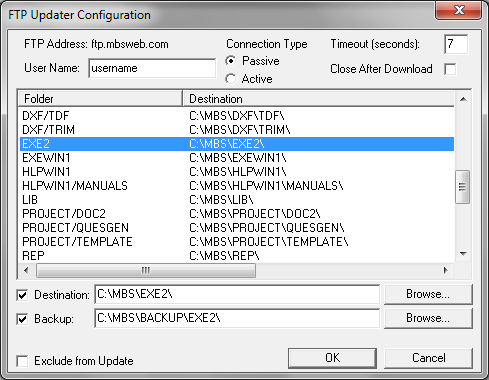 FTP Updater Configuration
FTP Address: ftp.mbsweb.com Connection Type Timeout (seconds): 7
User Name: username Passive Close After Download
Active
Folder Destination
DXF/TDF C:\MBS\DXF\TDF\
DXF/TRIM C:\MBS\DXF\TRIM\
EXE2 C:\MBS\EXE2\
EXEWIN1 C:\MBS\EXEWIN1\
HLPWIN1 C:\MBS\HLPWIN1\
HLPWIN1/MANUALS C:\MBS\HLPWIN1\MANUALS\
LIB C:\MBS\LIB\
PROJECT/DOC2 C:\MBS\PROJECT\DOC2\
PROJECT/QUESGEN C:\MBS\PROJECT\QUESGEN\
PROJECT/TEMPLATE C:\MBS\PROJECT\TEMPLATE\
REP C:\MBS\REP\
Destination: C:\MBS\EXE2\ Browse...
Backup: C:\MBS\BACKUP\EXE2\ Browse...
Exclude from Update OK Cancel